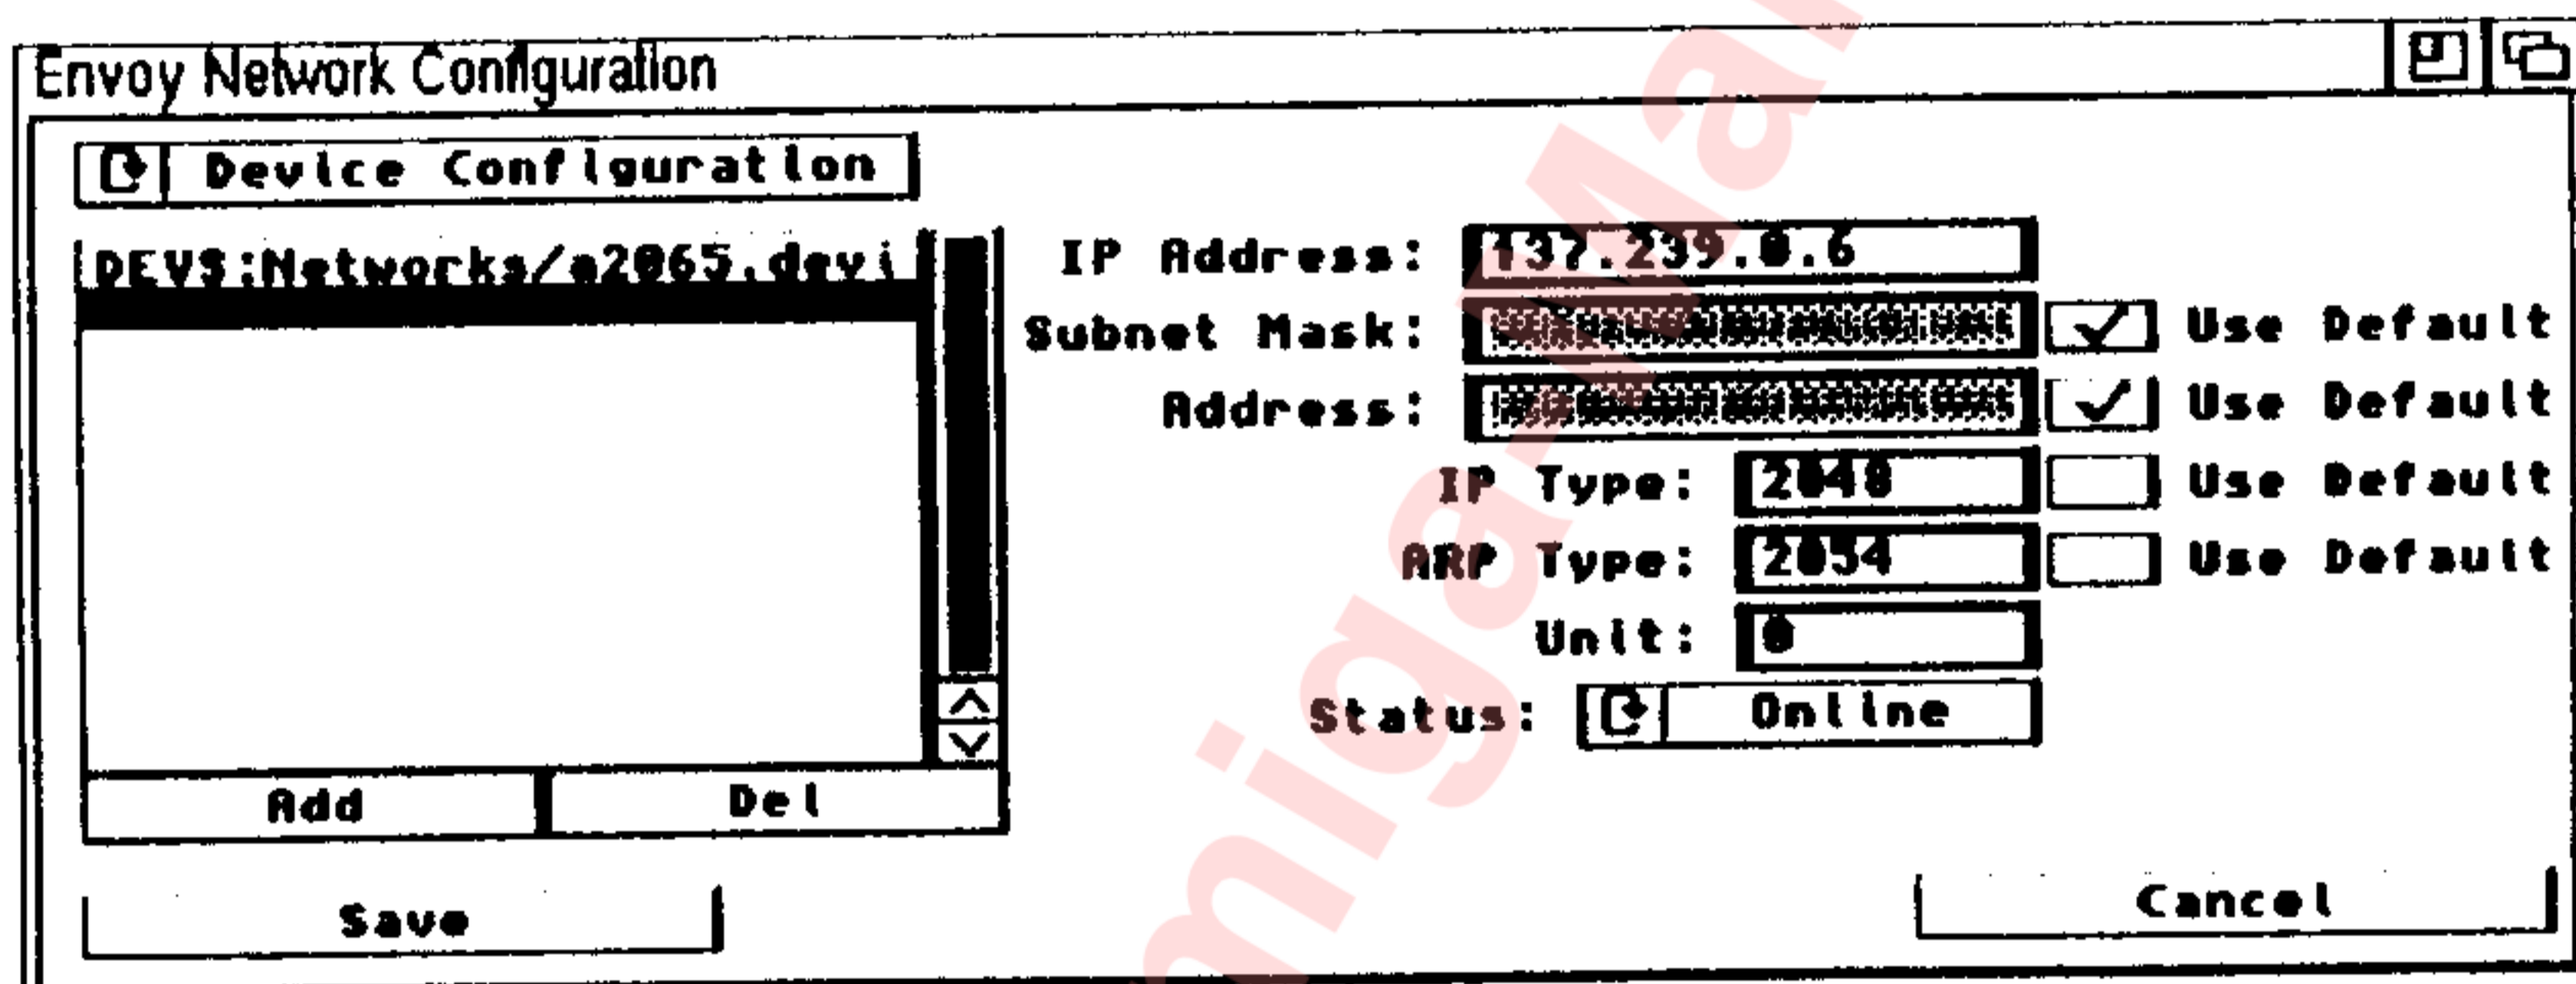 Envoy Network Configuration
Device Configuration
DEVS:Networks/a2065.devi
IP Address: 137.239.0.6
Subnet Mask: Use Default
Address: Use Default
IP Type: 2048 Use Default
ARP Type: 2054 Use Default
Unit: 0
Status: Online
Add Del
Save Cancel